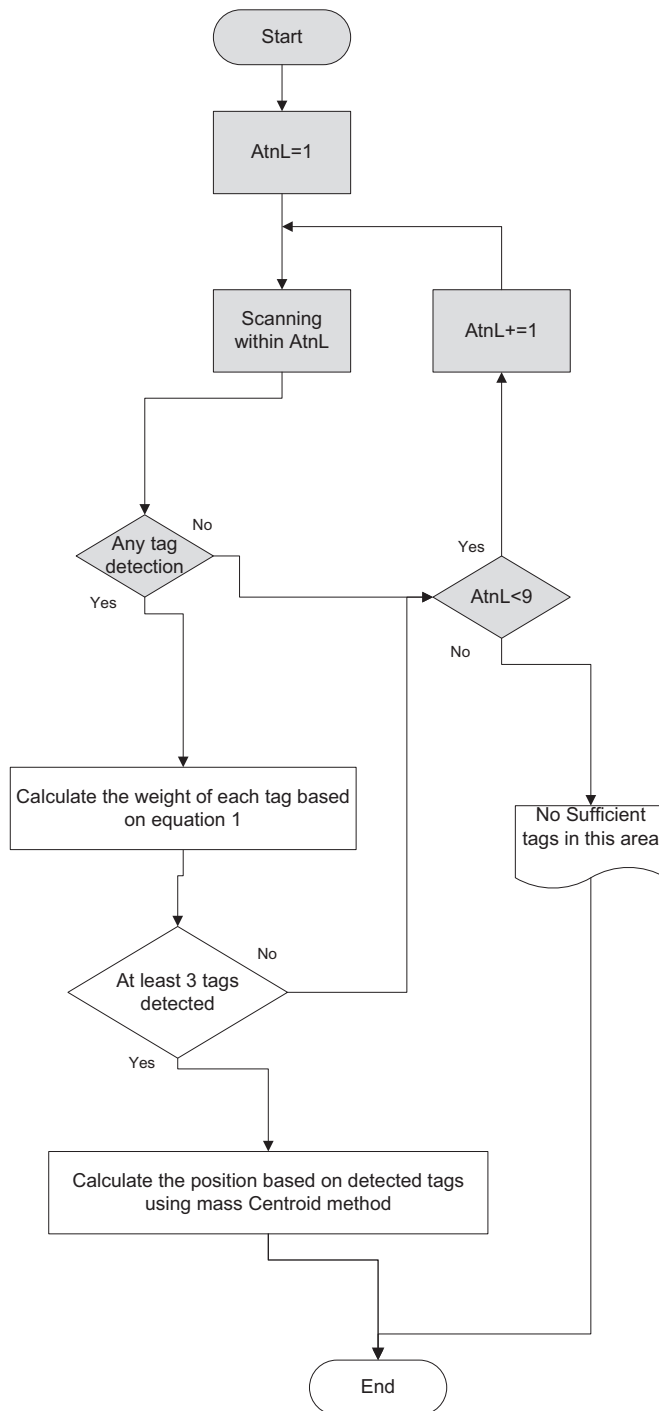 Start
AtnL=1
Scanning
within AtnL
AtnL+=1
Any tag
detection
No
Yes
Yes
AtnL<9
No
Calculate the weight of each tag based
on equation 1
No Sufficient
tags in this area
At least 3 tags
detected
No
Yes
Calculate the position based on detected tags
using mass Centroid method
End